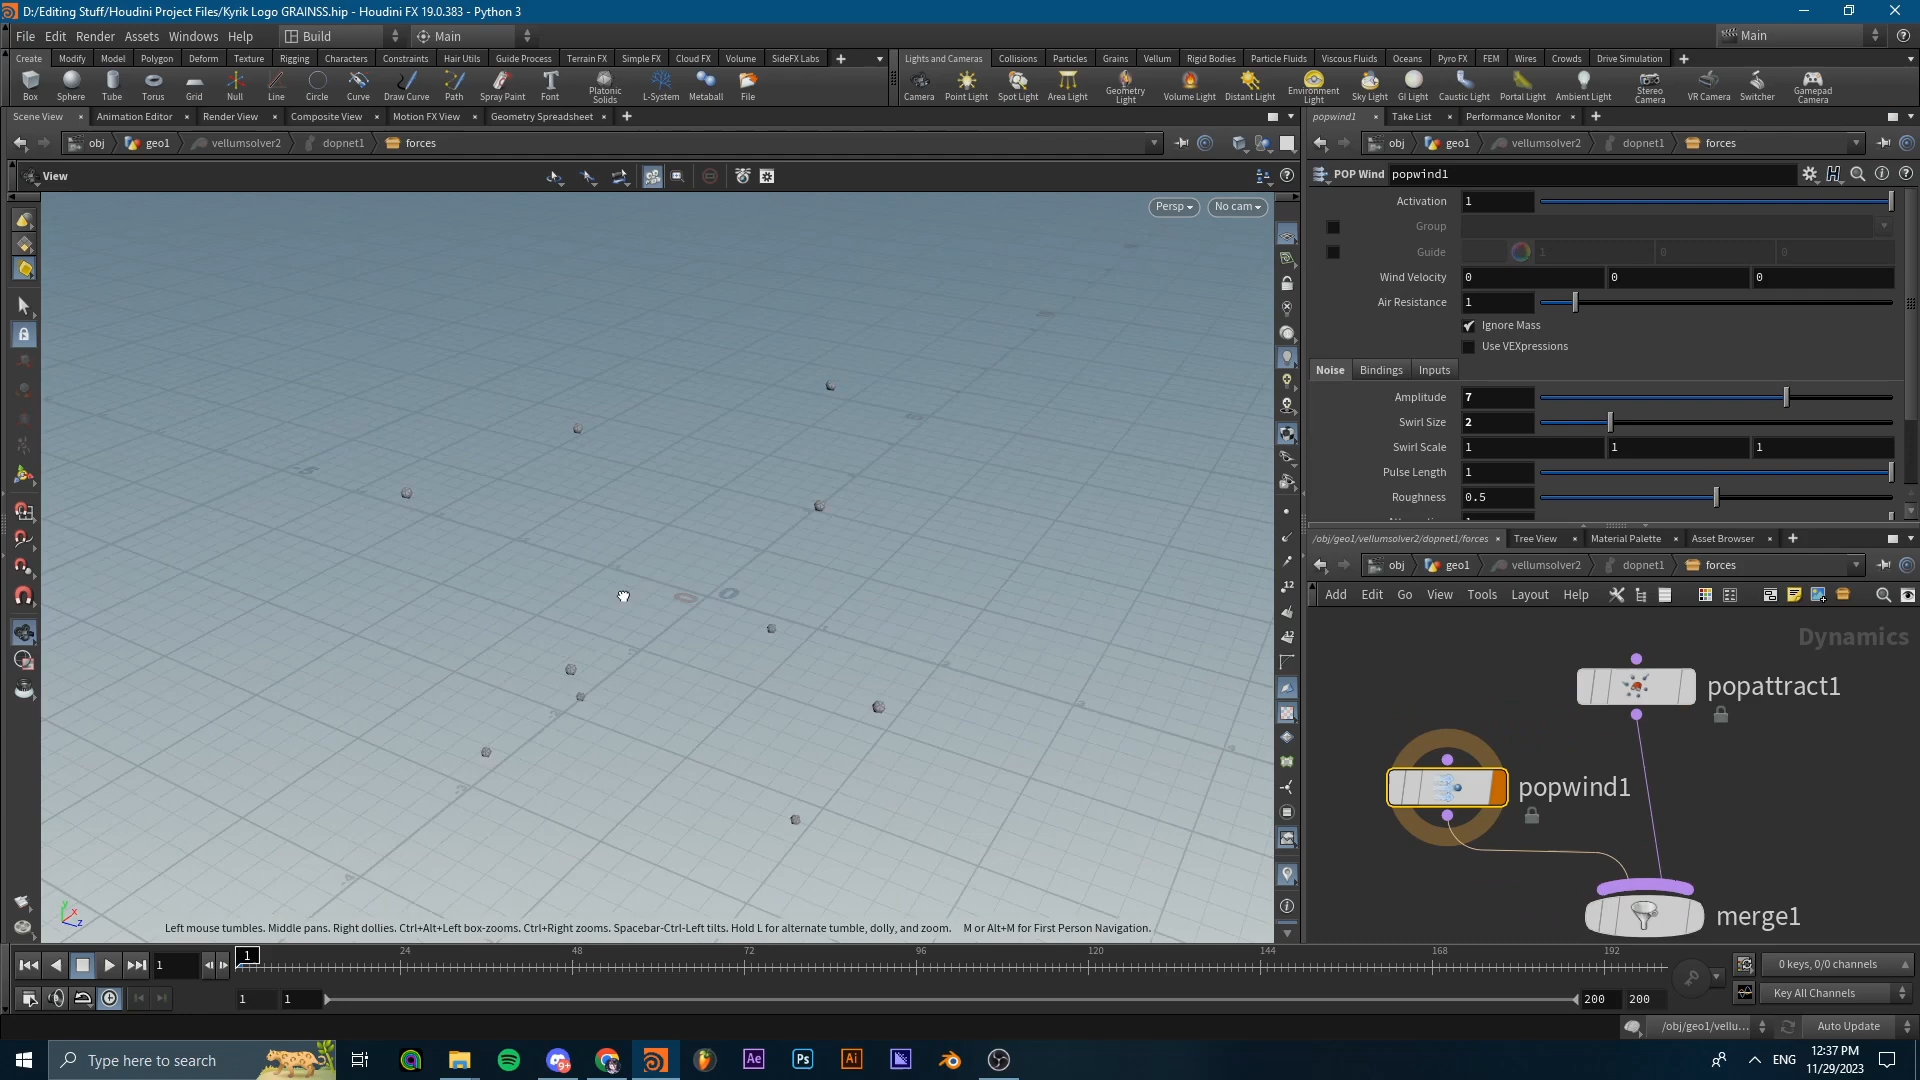 D:/Editing Stuff/Houdini Project Files/Kyrik Logo GRAINSS.hip - Houdini FX 19.0.383 - Python 3
File Edit Render Assets Windows Help Build Main Main
Create Modify Model Polygon Deform Texture Rigging Characters Constraints Hair Utils Guide Process Terrain FX Simple FX Cloud FX Volume SideFX Labs
Lights and Cameras Collisions Particles Grains Vellum Rigid Bodies Particle Fluids Viscous Fluids Oceans Pyro FX FEM Wires Crowds Drive Simulation
Box Sphere Tube Torus Grid Null Line Circle Curve Draw Curve Path Spray Paint Font Platonic Solids L-System Metaball File
Camera Point Light Spot Light Area Light Geometry Light Volume Light Distant Light Environment Light Sky Light GI Light Caustic Light Portal Light Ambient Light Stereo Camera VR Camera Switcher Gamepad Camera
Scene View Animation Editor Render View Composite View Motion FX View Geometry Spreadsheet
popwind1 Take List Performance Monitor
obj geo1 vellumsolver2 dopnet1 forces
obj geo1 vellumsolver2 dopnet1 forces
View
POP Wind popwind1
Persp No cam
Activation 1
Group
Guide 1 0 0
Wind Velocity 0 0 0
Air Resistance 1
Ignore Mass
Use VEXpressions
Noise Bindings Inputs
Amplitude 7
Swirl Size 2
Swirl Scale 1 1 1
Pulse Length 1
Roughness 0.5
/obj/geo1/vellumsolver2/dopnet1/forces Tree View Material Palette Asset Browser
obj geo1 vellumsolver2 dopnet1 forces
Add Edit Go View Tools Layout Help
Dynamics
popattract1
popwind1
merge1
Left mouse tumbles. Middle pans. Right dollies. Ctrl+Alt+Left box-zooms. Ctrl+Right zooms. Spacebar-Ctrl-Left tilts. Hold L for alternate tumble, dolly, and zoom. M or Alt+M for First Person Navigation.
1 1 24 48 72 96 120 144 168 192
0 keys, 0/0 channels
1 1 200 200
Key All Channels
/obj/geo1/vellu... Auto Update
Type here to search
ENG
12:37 PM
11/29/2023